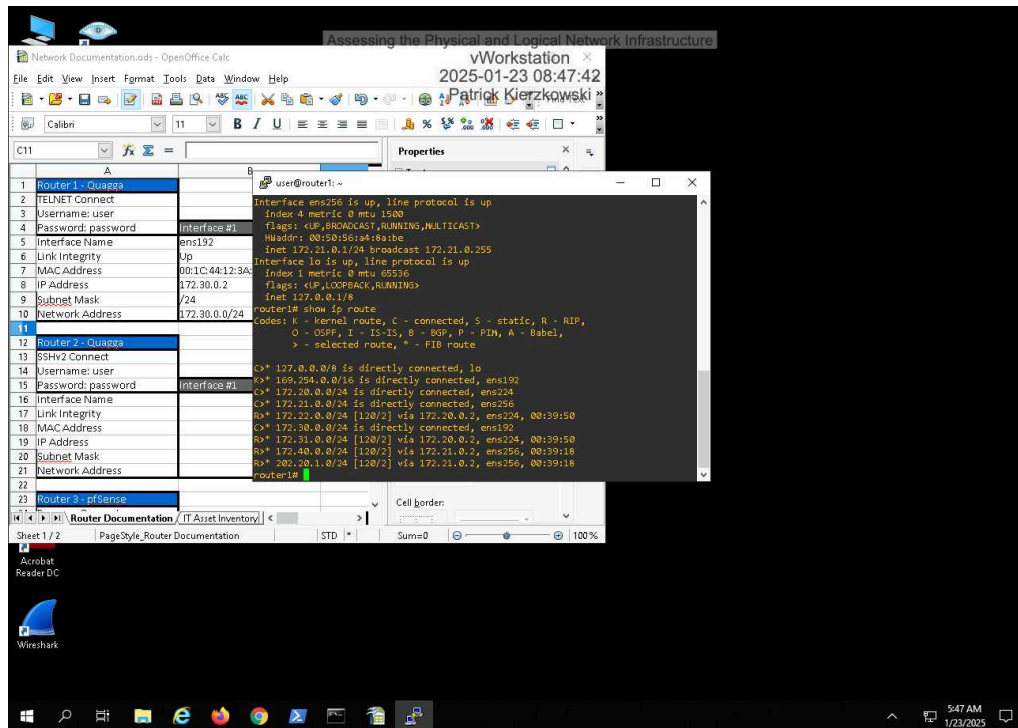 Assessing the Physical and Logical Network Infrastructure
vWorkstation
2025-01-23 08:47:42
Patrick Kierzkowski
Network Documentation.ods - OpenOffice Calc
File Edit View Insert Format Tools Data Window Help
Calibri 11
C11
Properties
A B
1 Router 1 - Quagga
2 TELNET Connect
3 Username: user
4 Password: password Interface #1
5 Interface Name ens192
6 Link Integrity Up
7 MAC Address 00:1C:44:12:3A:
8 IP Address 172.30.0.2
9 Subnet Mask /24
10 Network Address 172.30.0.0/24
11
12 Router 2 - Quagga
13 SSHv2 Connect
14 Username: user
15 Password: password Interface #1
16 Interface Name
17 Link Integrity
18 MAC Address
19 IP Address
20 Subnet Mask
21 Network Address
22
23 Router 3 - pfSense
user@router1: ~
Interface ens256 is up, line protocol is up
index 4 metric 0 mtu 1500
flags: <UP,BROADCAST,RUNNING,MULTICAST>
HWaddr: 00:50:56:a4:8a:be
inet 172.21.0.1/24 broadcast 172.21.0.255
Interface lo is up, line protocol is up
index 1 metric 0 mtu 65536
flags: <UP,LOOPBACK,RUNNING>
inet 127.0.0.1/8
router1# show ip route
Codes: K - kernel route, C - connected, S - static, R - RIP,
O - OSPF, I - IS-IS, B - BGP, P - PIM, A - Babel,
> - selected route, * - FIB route
C>* 127.0.0.0/8 is directly connected, lo
K>* 169.254.0.0/16 is directly connected, ens192
C>* 172.20.0.0/24 is directly connected, ens224
C>* 172.21.0.0/24 is directly connected, ens256
R>* 172.22.0.0/24 [120/2] via 172.20.0.2, ens224, 00:39:50
C>* 172.30.0.0/24 is directly connected, ens192
R>* 172.31.0.0/24 [120/2] via 172.20.0.2, ens224, 00:39:50
R>* 172.40.0.0/24 [120/2] via 172.21.0.2, ens256, 00:39:18
R>* 202.20.1.0/24 [120/2] via 172.21.0.2, ens256, 00:39:18
router1#
Cell border:
Router Documentation IT Asset Inventory
Sheet 1 / 2 PageStyle_Router Documentation STD * Sum=0 100%
Acrobat
Reader DC
Wireshark
5:47 AM
1/23/2025